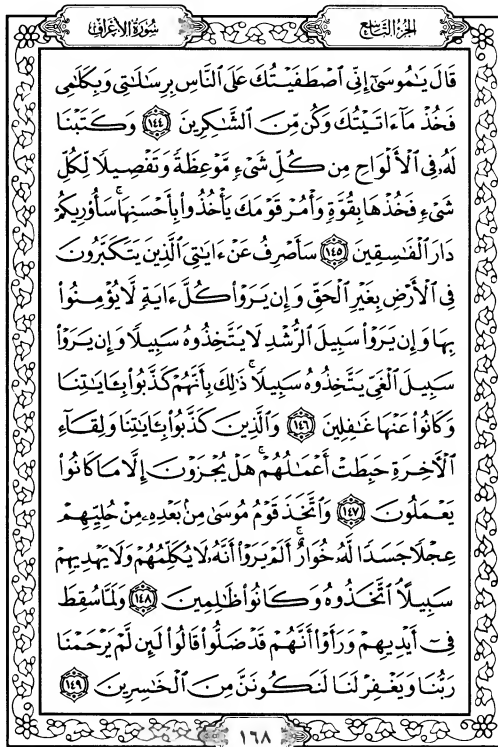 الجزء التاسع
سورة الأعراف
قَالَ يَٰمُوسَىٰٓ إِنِّى ٱصْطَفَيْتُكَ عَلَى ٱلنَّاسِ بِرِسَٰلَٰتِى وَبِكَلَٰمِى
فَخُذْ مَآ ءَاتَيْتُكَ وَكُن مِّنَ ٱلشَّٰكِرِينَ ١٤٤ وَكَتَبْنَا
لَهُۥ فِى ٱلْأَلْوَاحِ مِن كُلِّ شَىْءٍ مَّوْعِظَةً وَتَفْصِيلًا لِّكُلِّ
شَىْءٍ فَخُذْهَا بِقُوَّةٍ وَأْمُرْ قَوْمَكَ يَأْخُذُوا۟ بِأَحْسَنِهَا ۚ سَأُو۟رِيكُمْ
دَارَ ٱلْفَٰسِقِينَ ١٤٥ سَأَصْرِفُ عَنْ ءَايَٰتِىَ ٱلَّذِينَ يَتَكَبَّرُونَ
فِى ٱلْأَرْضِ بِغَيْرِ ٱلْحَقِّ وَإِن يَرَوْا۟ كُلَّ ءَايَةٍ لَّا يُؤْمِنُوا۟
بِهَا وَإِن يَرَوْا۟ سَبِيلَ ٱلرُّشْدِ لَا يَتَّخِذُوهُ سَبِيلًا وَإِن يَرَوْا۟
سَبِيلَ ٱلْغَىِّ يَتَّخِذُوهُ سَبِيلًا ۚ ذَٰلِكَ بِأَنَّهُمْ كَذَّبُوا۟ بِـَٔايَٰتِنَا
وَكَانُوا۟ عَنْهَا غَٰفِلِينَ ١٤٦ وَٱلَّذِينَ كَذَّبُوا۟ بِـَٔايَٰتِنَا وَلِقَآءِ
ٱلْءَاخِرَةِ حَبِطَتْ أَعْمَٰلُهُمْ ۚ هَلْ يُجْزَوْنَ إِلَّا مَا كَانُوا۟
يَعْمَلُونَ ١٤٧ وَٱتَّخَذَ قَوْمُ مُوسَىٰ مِنۢ بَعْدِهِۦ مِنْ حُلِيِّهِمْ
عِجْلًا جَسَدًا لَّهُۥ خُوَارٌ ۚ أَلَمْ يَرَوْا۟ أَنَّهُۥ لَا يُكَلِّمُهُمْ وَلَا يَهْدِيهِمْ
سَبِيلًا ۘ ٱتَّخَذُوهُ وَكَانُوا۟ ظَٰلِمِينَ ١٤٨ وَلَمَّا سُقِطَ
فِىٓ أَيْدِيهِمْ وَرَأَوْا۟ أَنَّهُمْ قَدْ ضَلُّوا۟ قَالُوا۟ لَئِن لَّمْ يَرْحَمْنَا
رَبُّنَا وَيَغْفِرْ لَنَا لَنَكُونَنَّ مِنَ ٱلْخَٰسِرِينَ ١٤٩
١٦٨